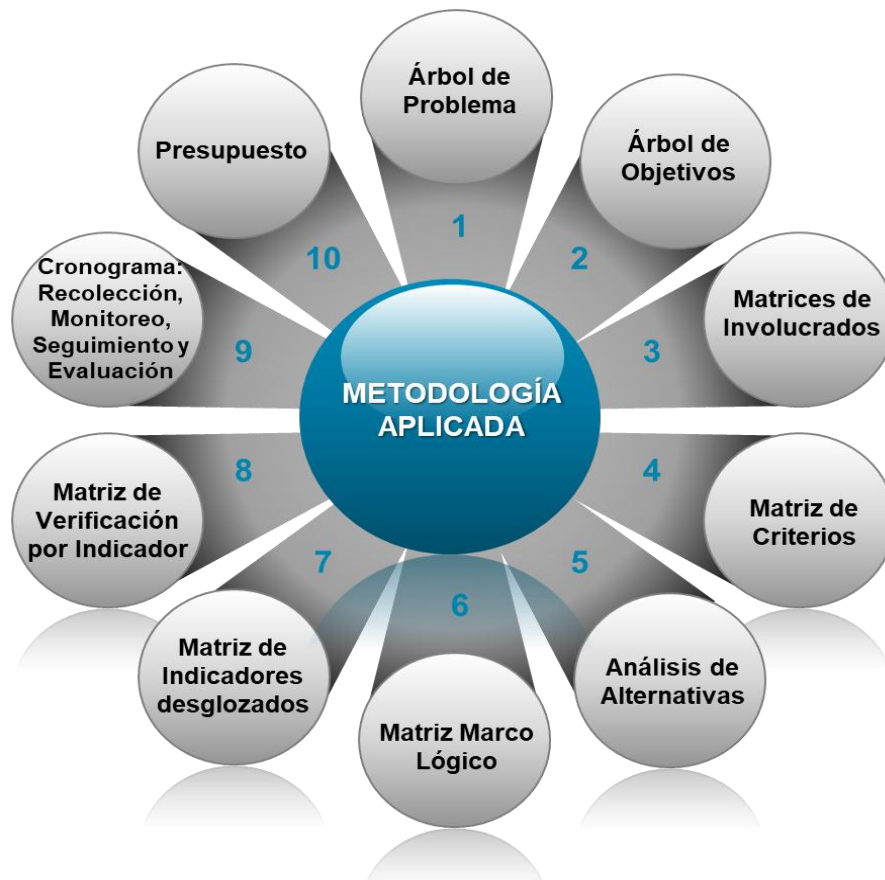 Árbol de
Problema
1
Árbol de
Objetivos
2
Matrices de
Involucrados
3
Matriz de
Criterios
4
Análisis de
Alternativas
5
Matriz Marco
Lógico
6
Matriz de
Indicadores
desglozados
7
Matriz de
Verificación
por Indicador
8
Cronograma:
Recolección,
Monitoreo,
Seguimiento y
Evaluación
9
Presupuesto
10
METODOLOGÍA
APLICADA